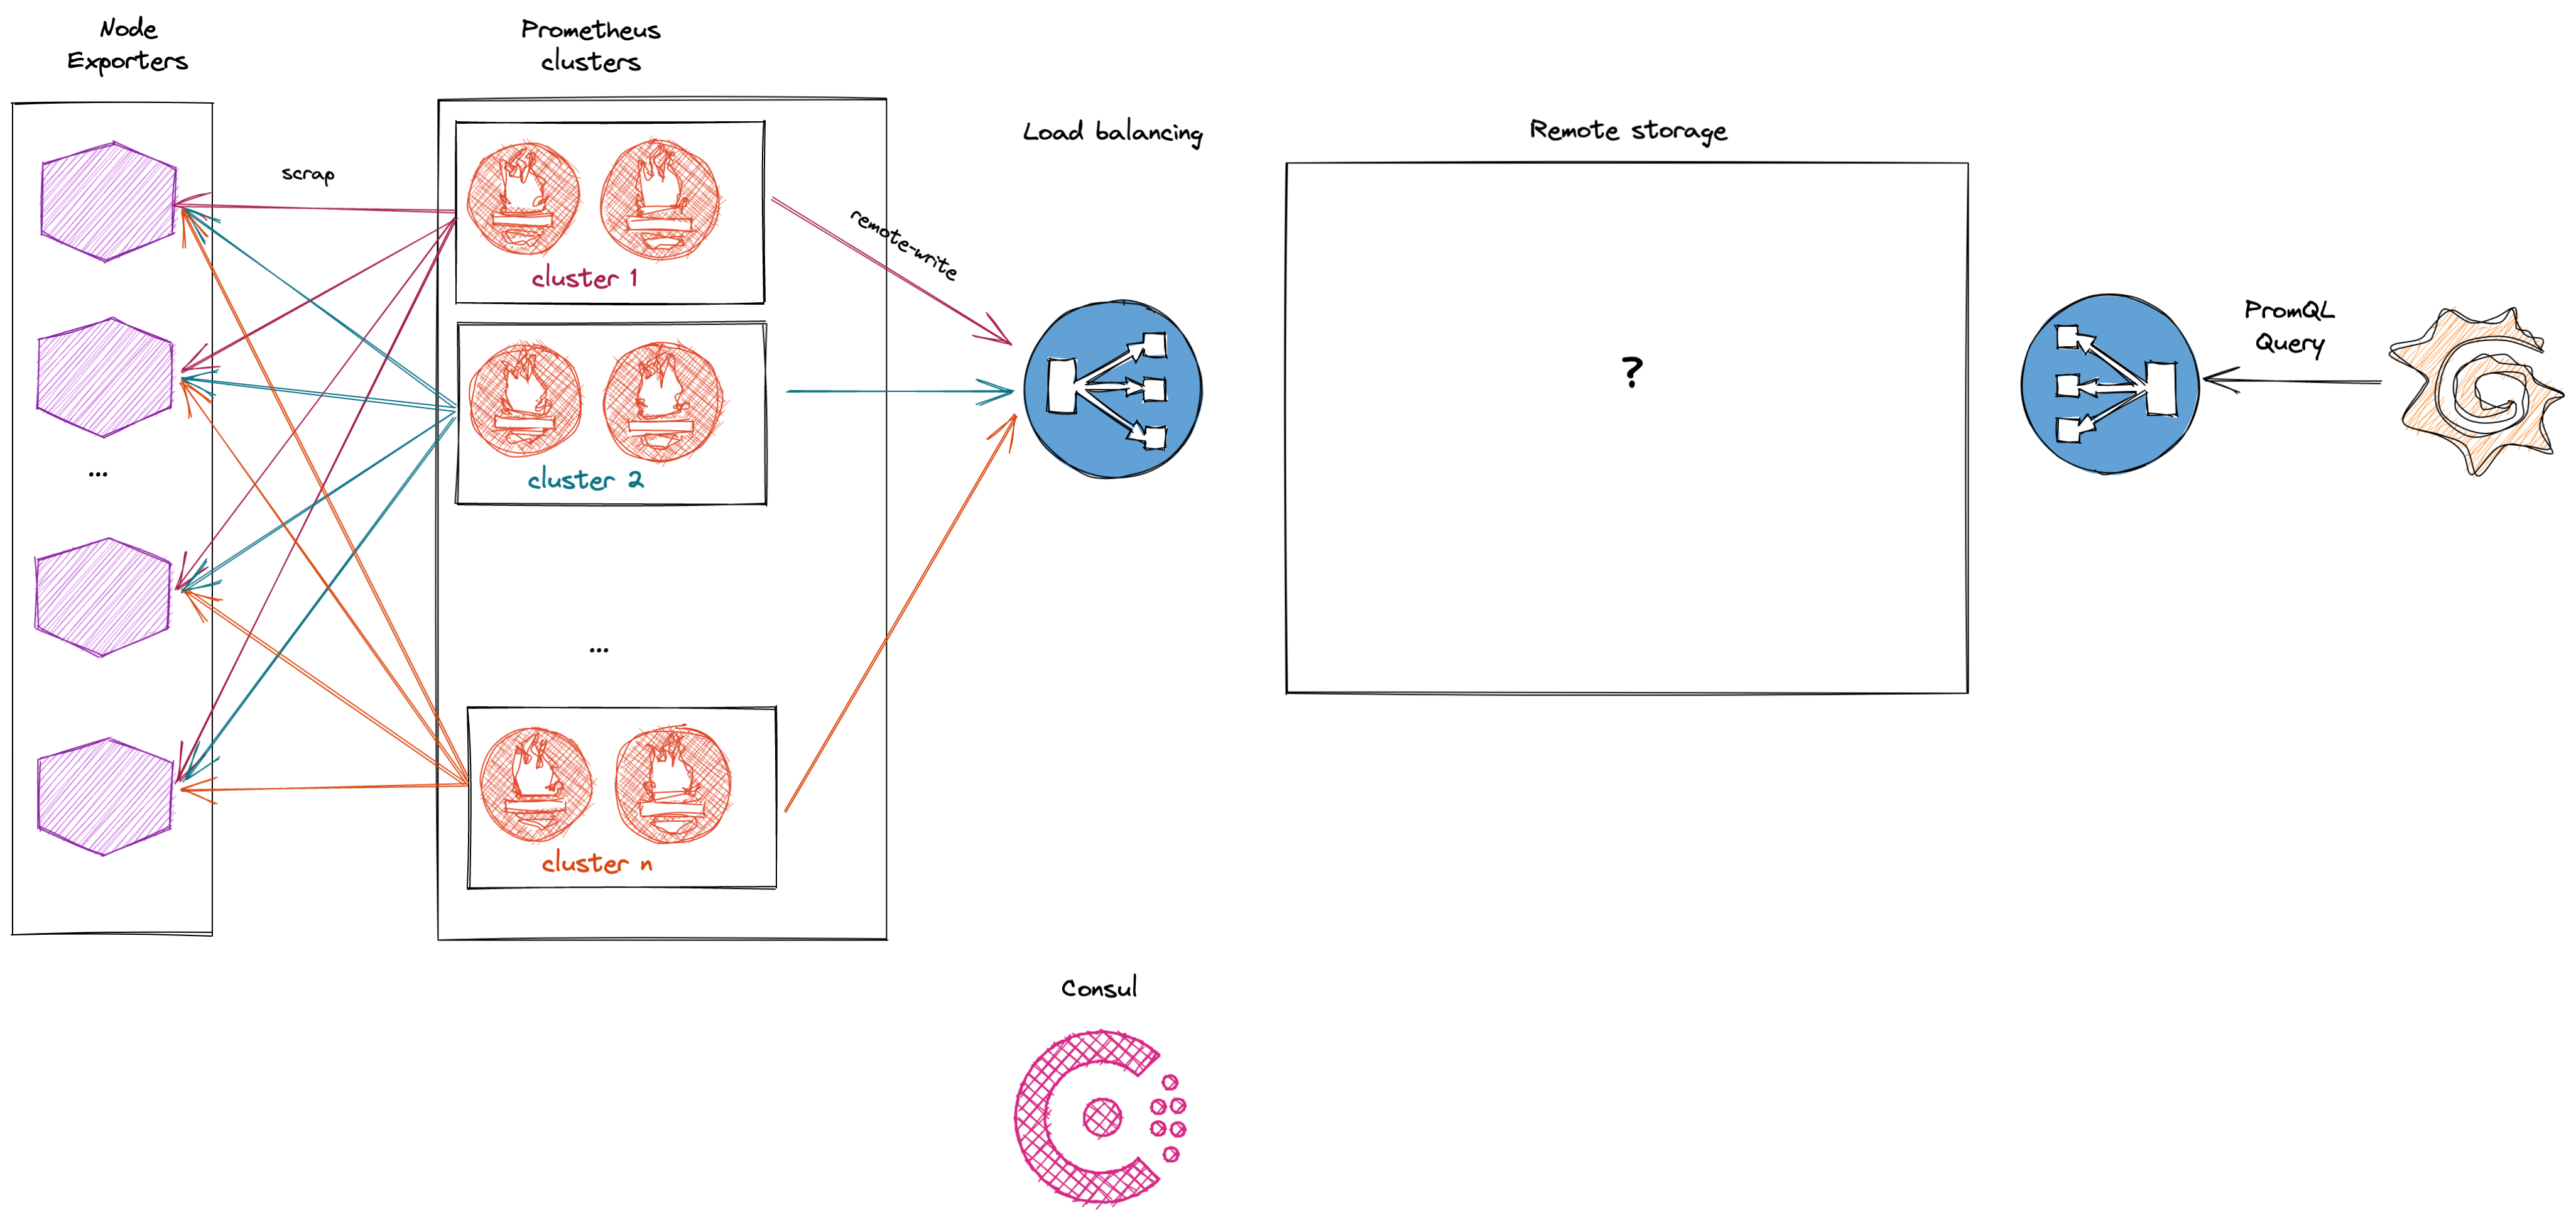 Node
Exporters
Prometheus
clusters
Load balancing
Remote storage
scrap
remote-write
cluster 1
cluster 2
...
...
cluster n
?
PromQL
Query
Consul